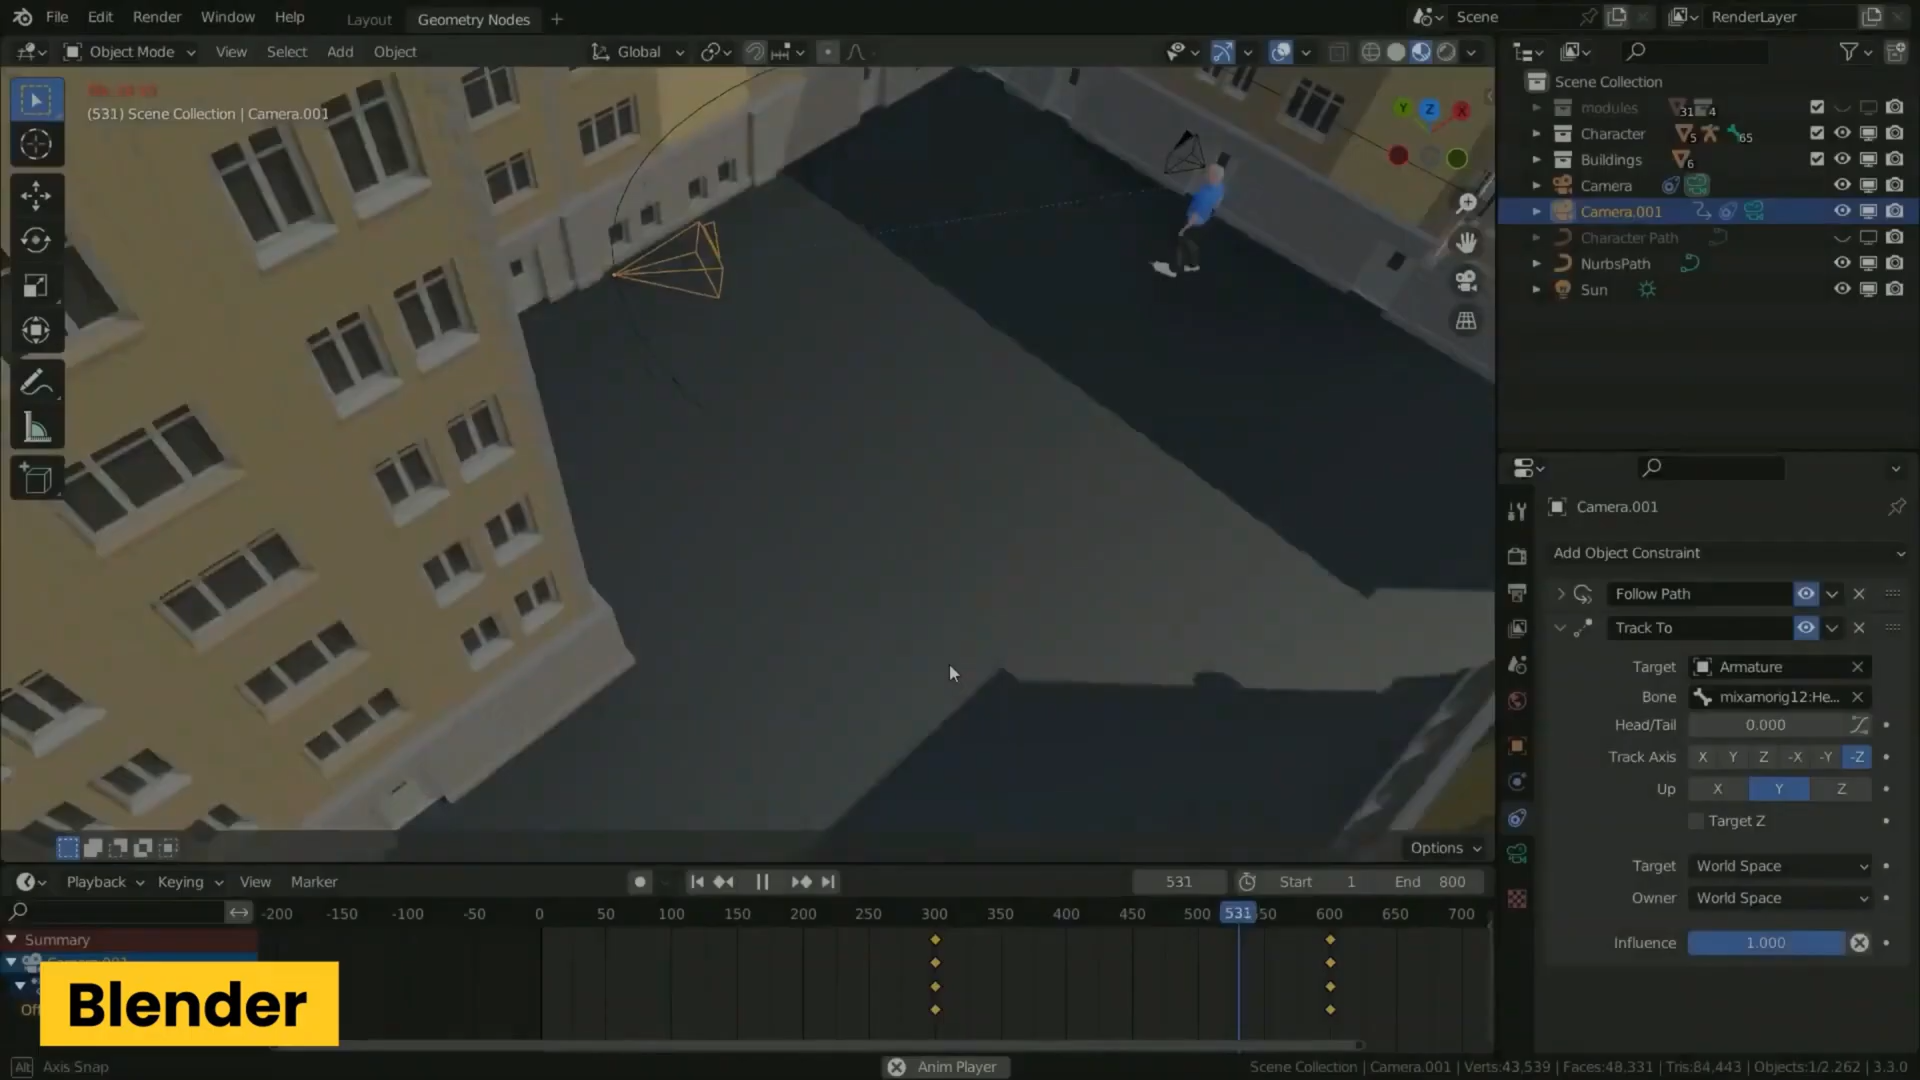 File Edit Render Window Help Layout Geometry Nodes + Scene RenderLayer
Object Mode View Select Add Object Global
(531) Scene Collection | Camera.001
Y Z X
Scene Collection
modules 31 4
Character 5 65
Buildings 6
Camera
Camera.001
Character Path
NurbsPath
Sun
Camera.001
Add Object Constraint
Follow Path
Track To
Target Armature
Bone mixamorig12:He...
Head/Tail 0.000
Track Axis X Y Z -X -Y -Z
Up X Y Z
Target Z
Target World Space
Owner World Space
Influence 1.000
Options
Playback Keying View Marker 531 Start 1 End 800
-200 -150 -100 -50 0 50 100 150 200 250 300 350 400 450 500 531 600 650 700
Summary
Blender
Alt Axis Snap Anim Player Scene Collection | Camera.001 | Verts:43,539 | Faces:48,331 | Tris:84,443 | Objects:1/2.262 | 3.3.0